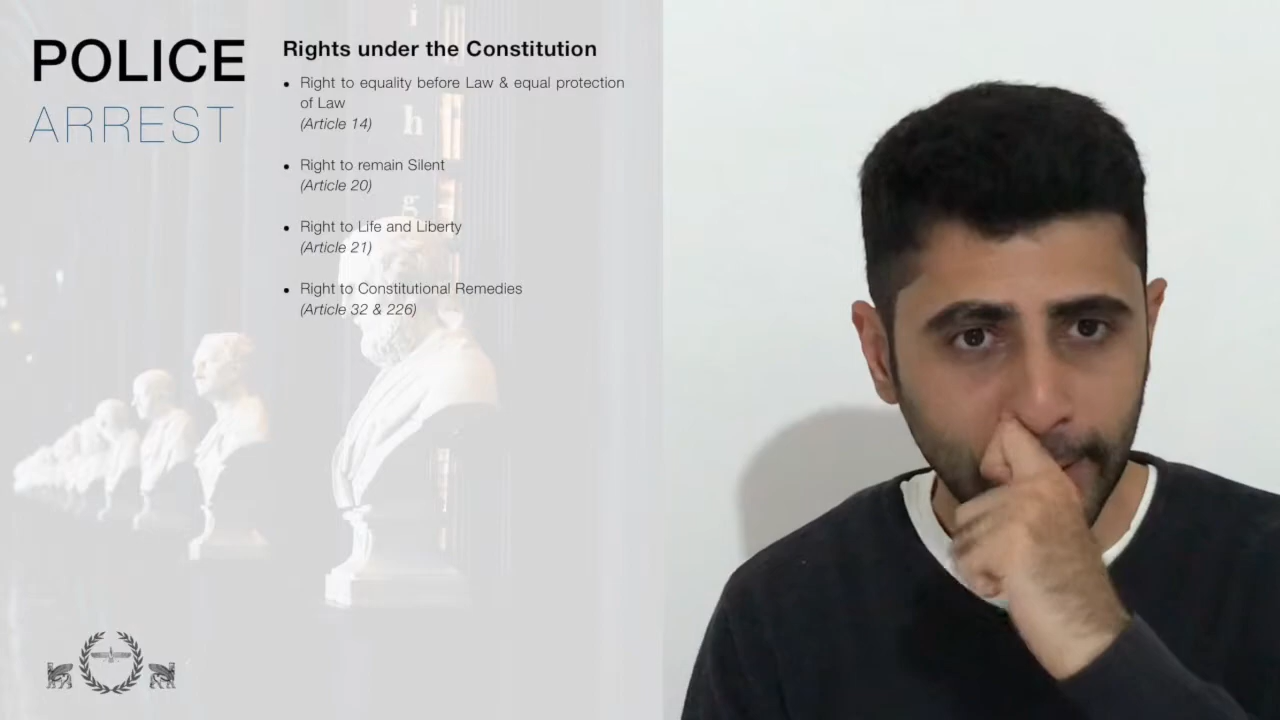 POLICE
ARREST
Rights under the Constitution
• Right to equality before Law & equal protection
of Law
(Article 14)
• Right to remain Silent
(Article 20)
• Right to Life and Liberty
(Article 21)
• Right to Constitutional Remedies
(Article 32 & 226)
i
h
g